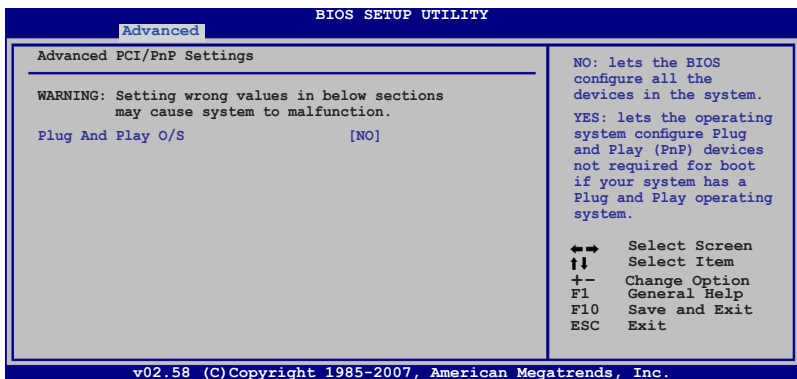 BIOS SETUP UTILITY
Advanced
Advanced PCI/PnP Settings
WARNING: Setting wrong values in below sections
may cause system to malfunction.
Plug And Play O/S [NO]
NO: lets the BIOS
configure all the
devices in the system.
YES: lets the operating
system configure Plug
and Play (PnP) devices
not required for boot
if your system has a
Plug and Play operating
system.
←→ Select Screen
↑↓ Select Item
+- Change Option
F1 General Help
F10 Save and Exit
ESC Exit
v02.58 (C)Copyright 1985-2007, American Megatrends, Inc.